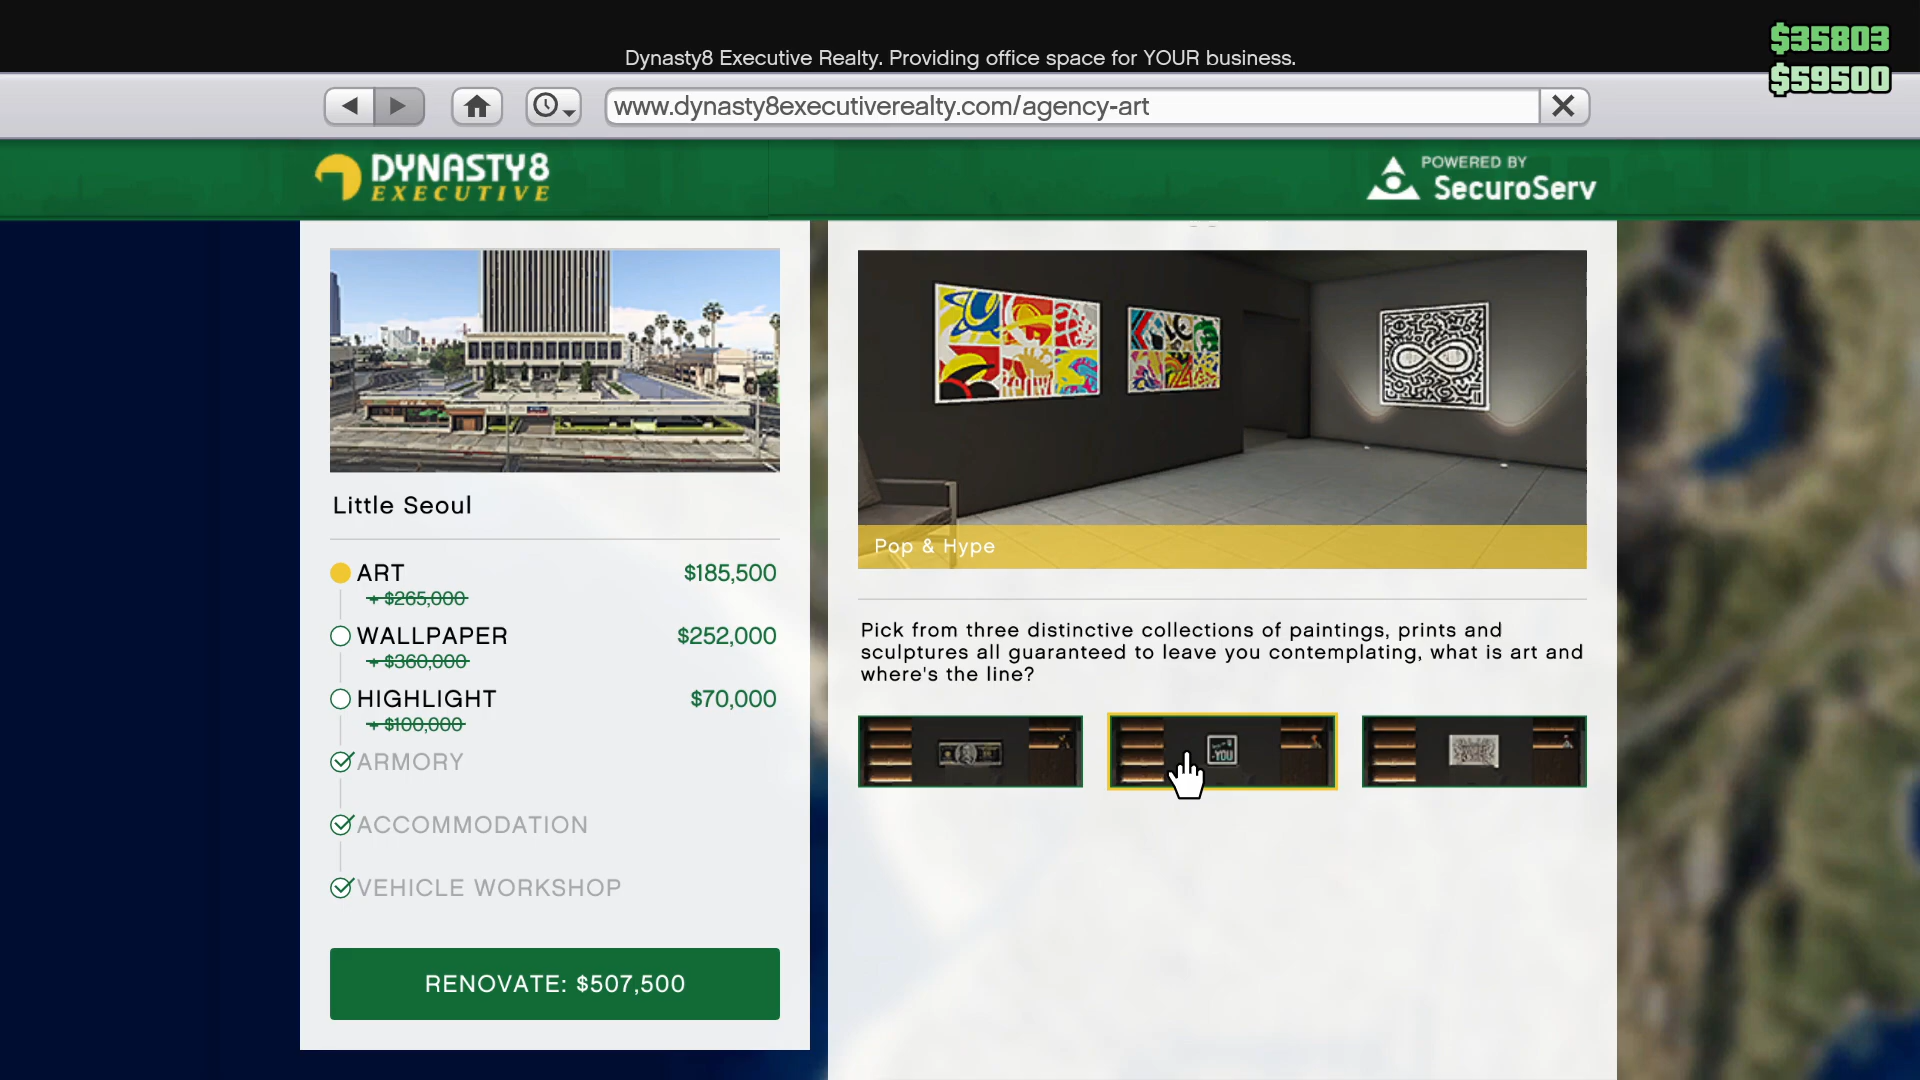 $35803
Dynasty8 Executive Realty. Providing office space for YOUR business.
$59500
www.dynasty8executiverealty.com/agency-art
DYNASTY8
EXECUTIVE
POWERED BY
SecuroServ
Little Seoul
ART $185,500
+ $265,000
WALLPAPER $252,000
+ $360,000
HIGHLIGHT $70,000
+ $100,000
ARMORY
ACCOMMODATION
VEHICLE WORKSHOP
RENOVATE: $507,500
Pop & Hype
Pick from three distinctive collections of paintings, prints and
sculptures all guaranteed to leave you contemplating, what is art and
where's the line?
YOU